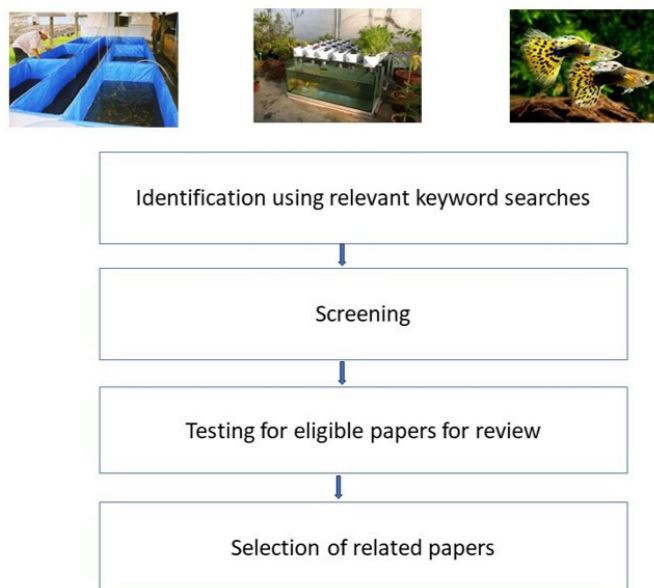 Identification using relevant keyword searches
Screening
Testing for eligible papers for review
Selection of related papers